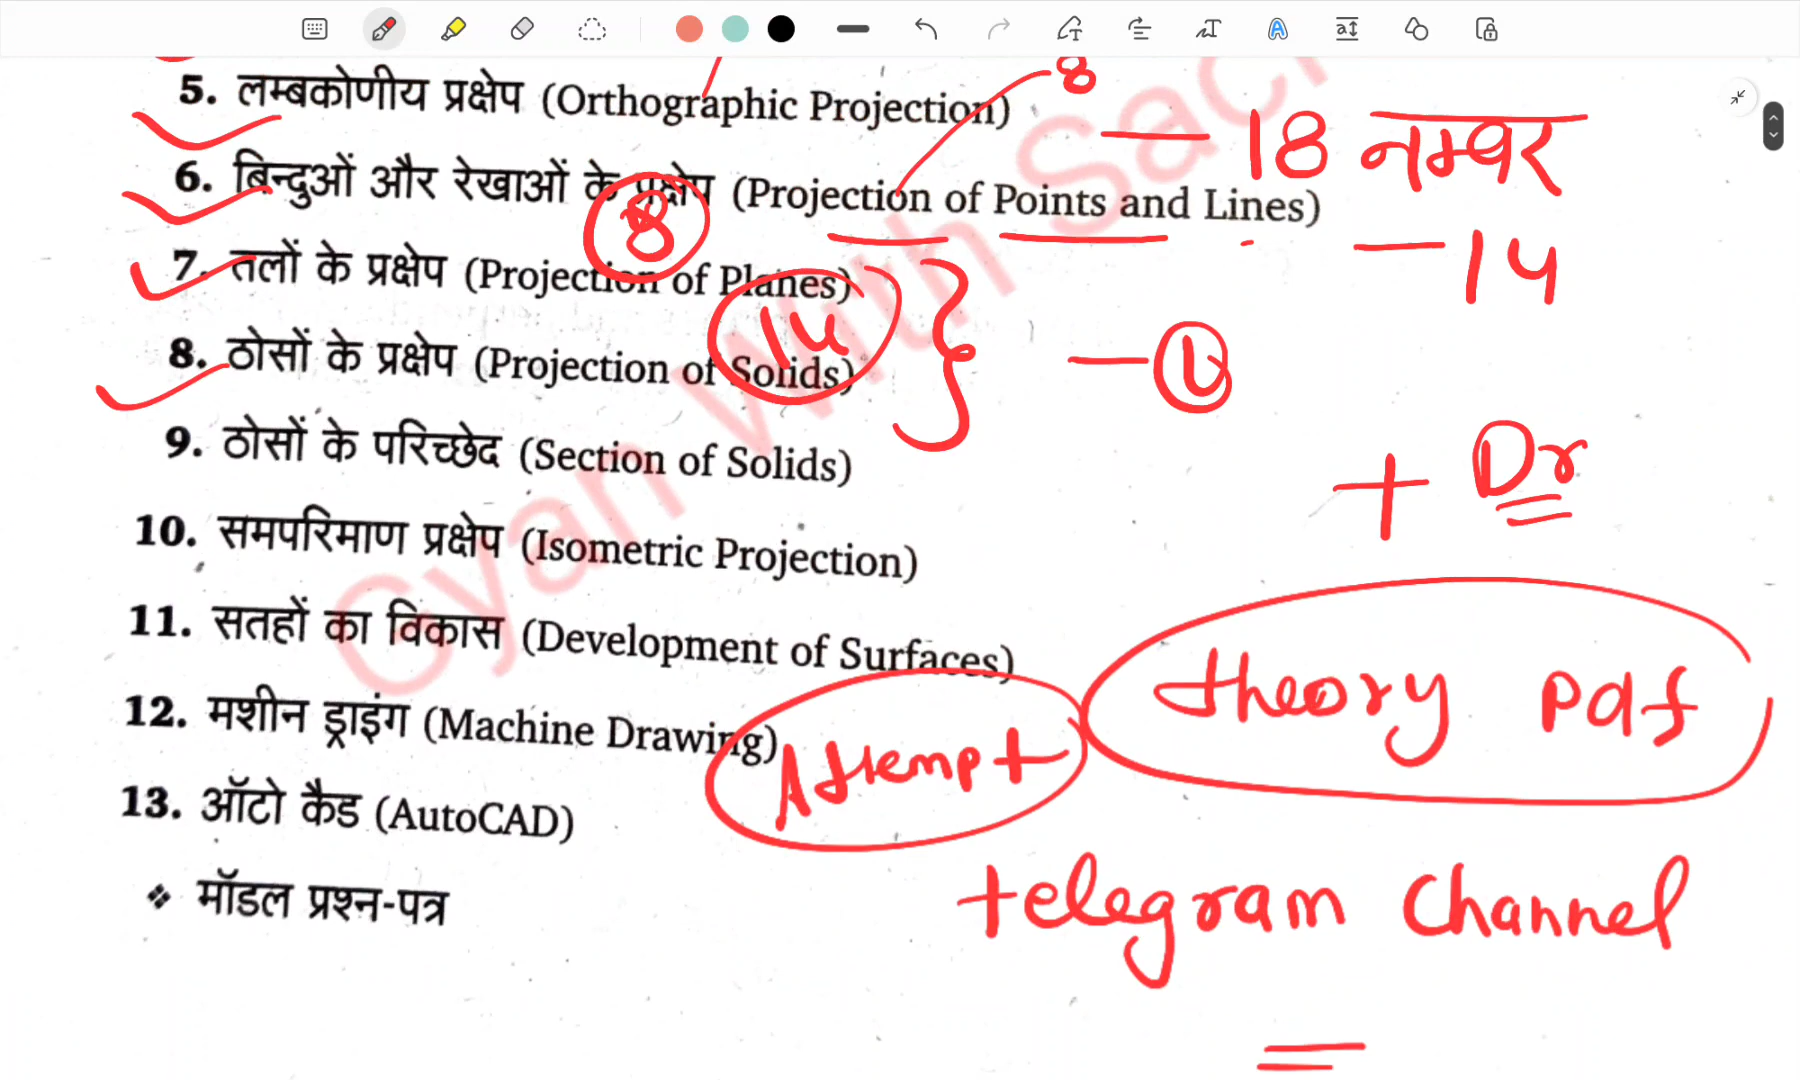 8
5. लम्बकोणीय प्रक्षेप (Orthographic Projection)
18 नम्बर
6. बिन्दुओं और रेखाओं के प्रक्षेप (Projection of Points and Lines)
8
14
7. तलों के प्रक्षेप (Projection of Planes)
14
8. ठोसों के प्रक्षेप (Projection of Solids)
9. ठोसों के परिच्छेद (Section of Solids)
+ Dr
10. समपरिमाण प्रक्षेप (Isometric Projection)
11. सतहों का विकास (Development of Surfaces)
theory Pdf
12. मशीन ड्राइंग (Machine Drawing)
Attempt
13. ऑटो कैड (AutoCAD)
❖ मॉडल प्रश्न-पत्र
telegram Channel
Gyan With Sach